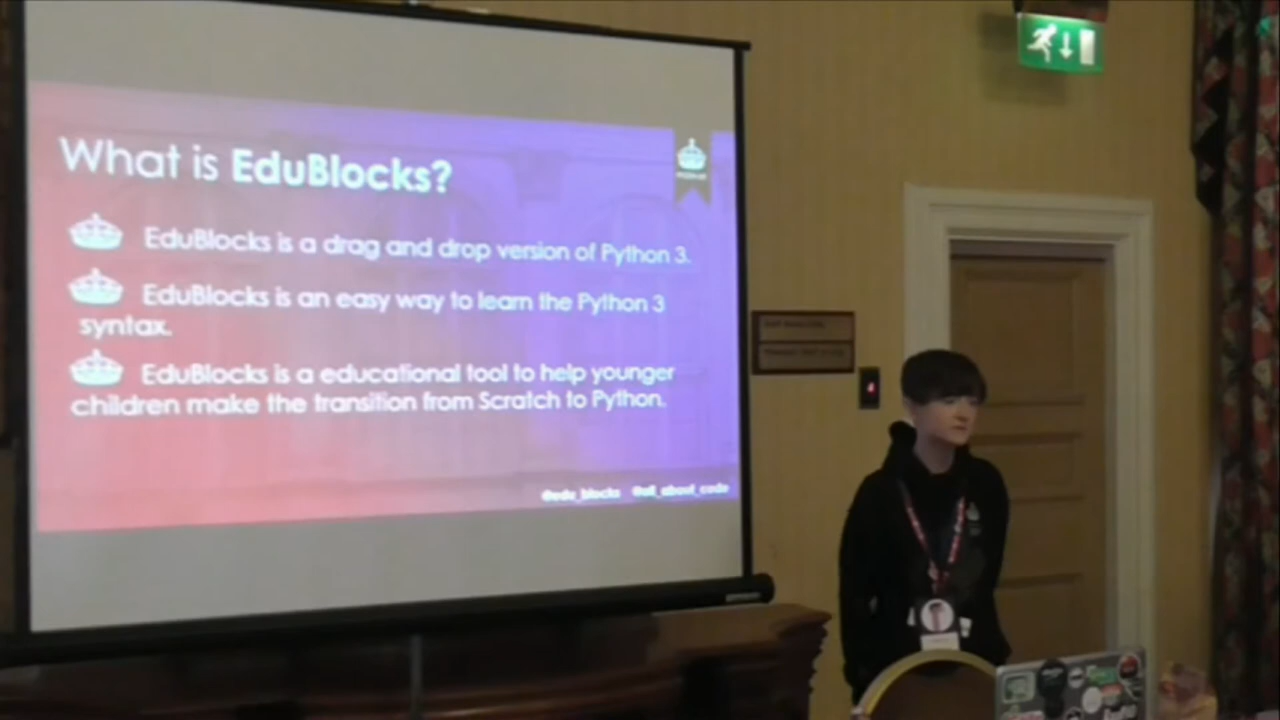 What is EduBlocks?
EduBlocks is a drag and drop version of Python 3.
EduBlocks is an easy way to learn the Python 3
syntax.
EduBlocks is a educational tool to help younger
children make the transition from Scratch to Python.
@edu_blocks @all_about_code